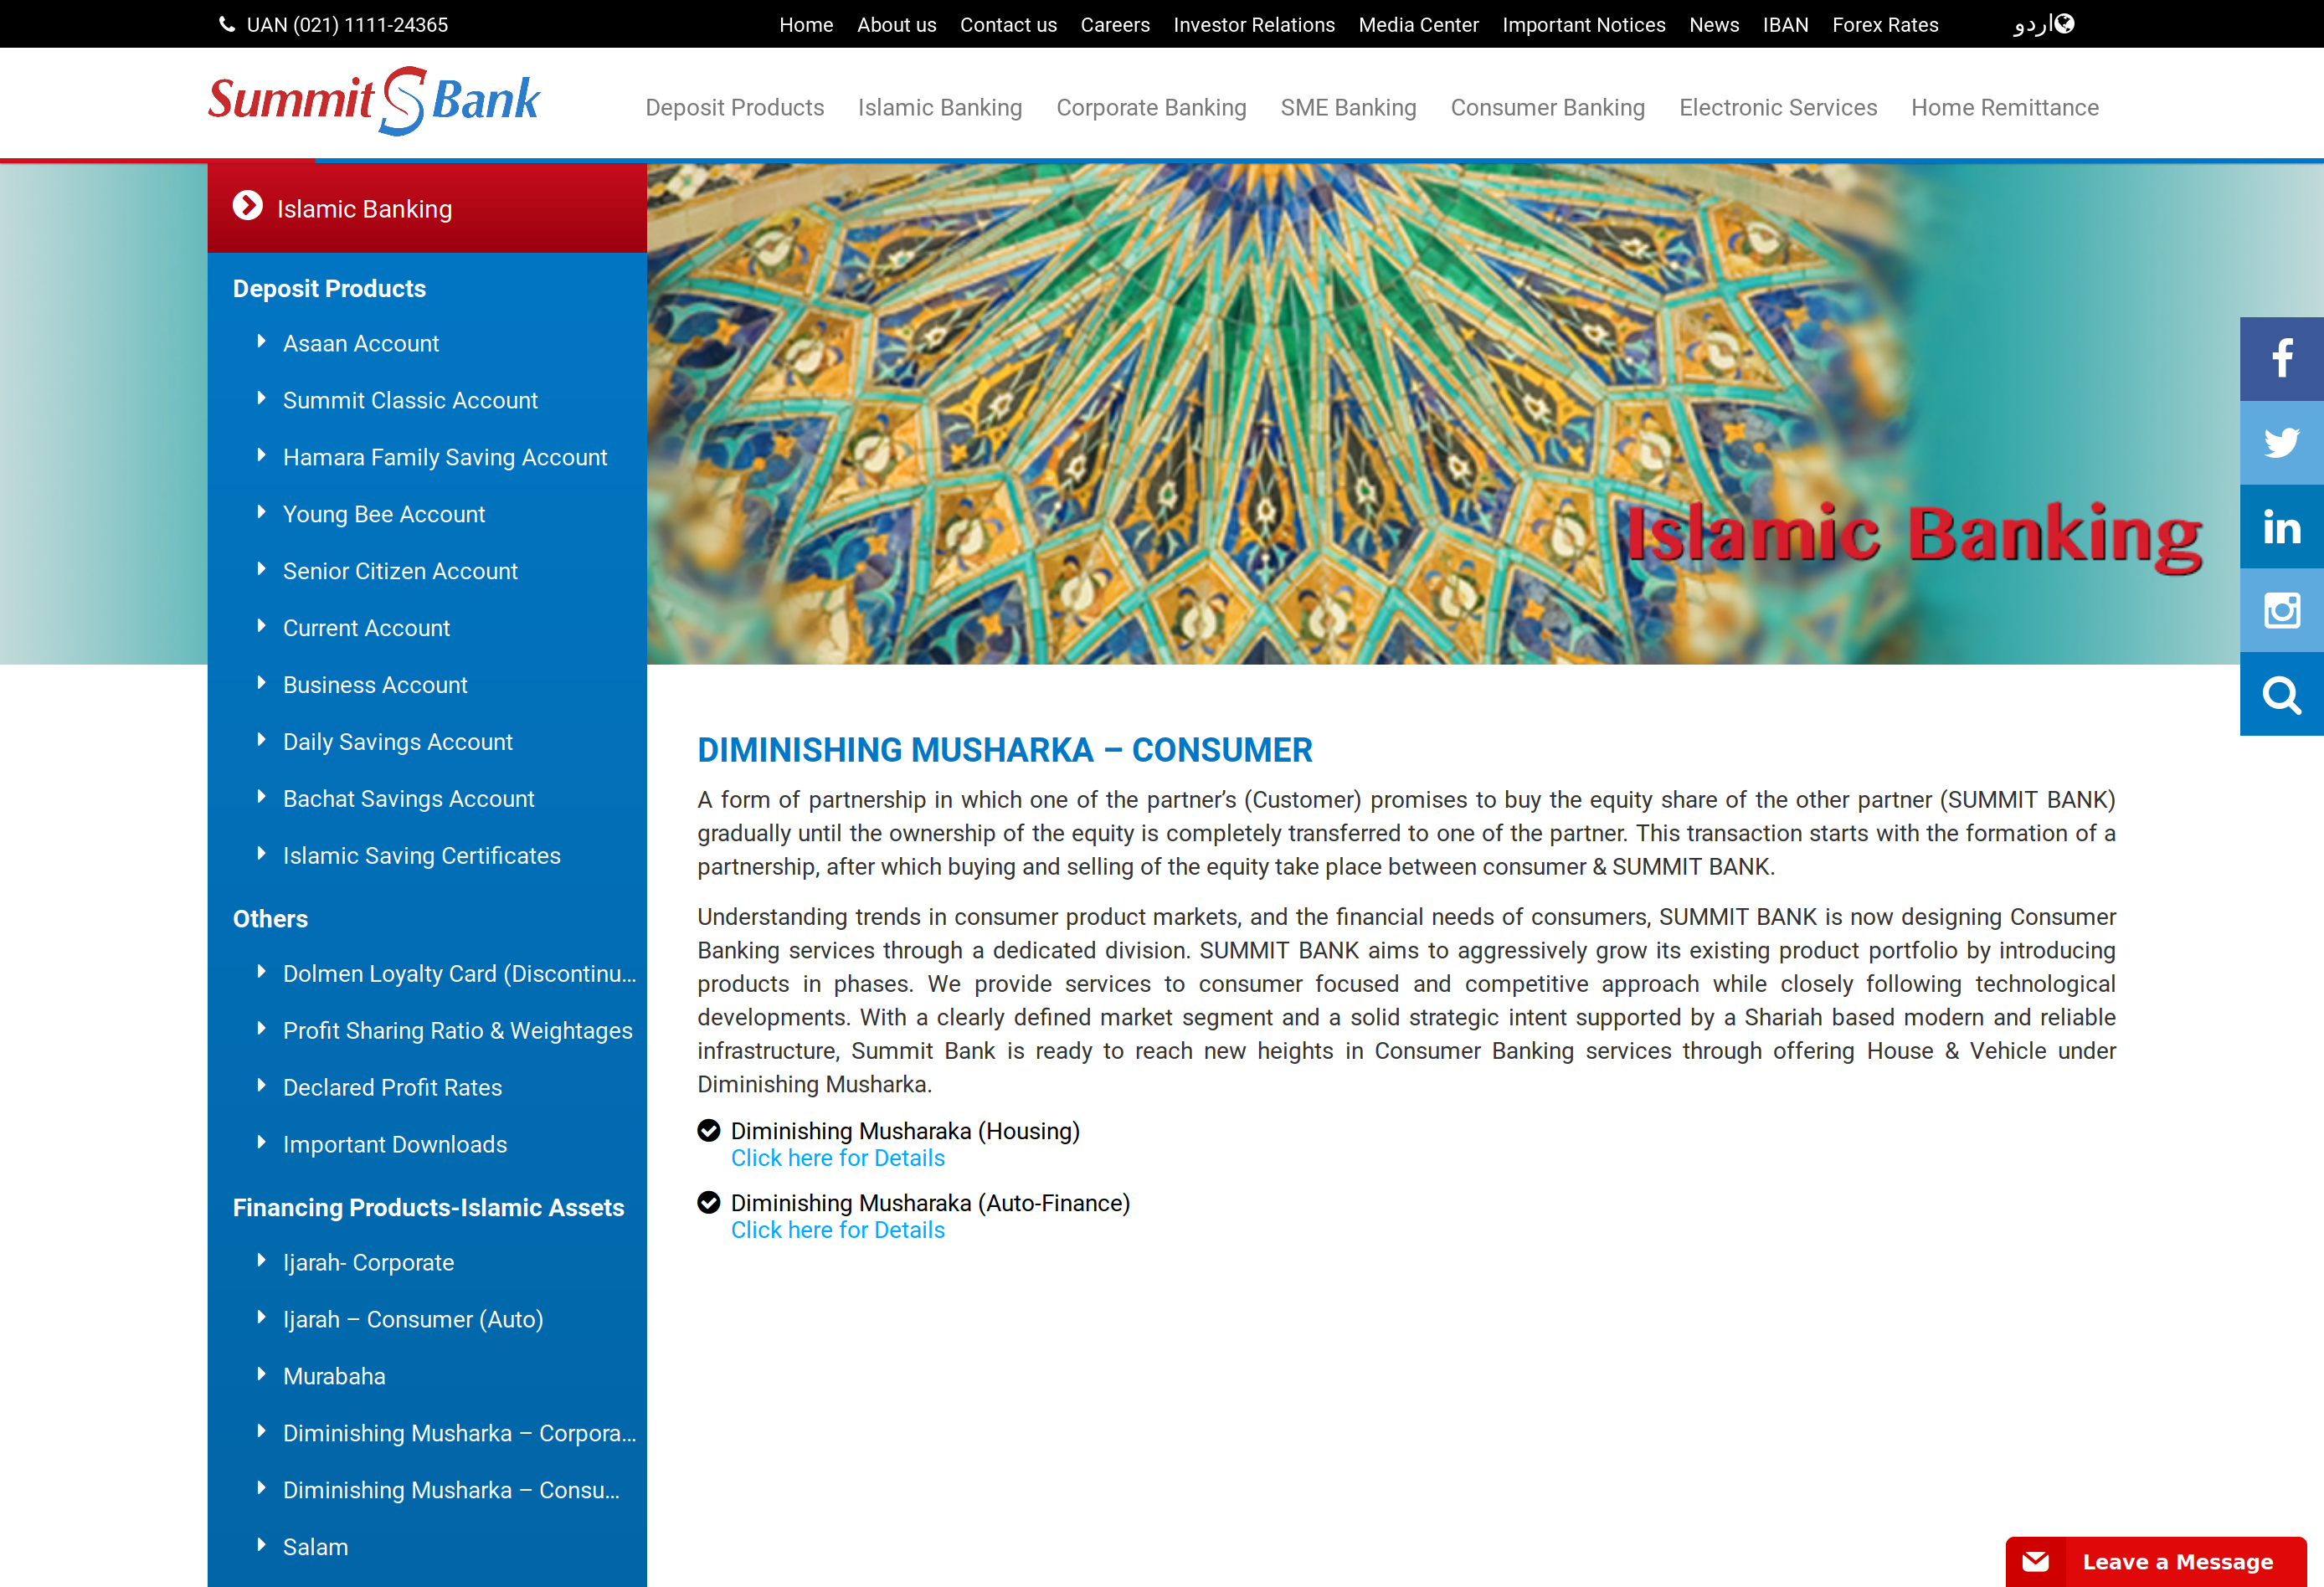 UAN (021) 1111-24365
Home About us Contact us Careers Investor Relations Media Center Important Notices News IBAN Forex Rates اردو
Summit S Bank
Deposit Products Islamic Banking Corporate Banking SME Banking Consumer Banking Electronic Services Home Remittance
Islamic Banking
Deposit Products
Asaan Account
Summit Classic Account
Hamara Family Saving Account
Young Bee Account
Senior Citizen Account
Current Account
Business Account
Daily Savings Account
Bachat Savings Account
Islamic Saving Certificates
Others
Dolmen Loyalty Card (Discontinu...
Profit Sharing Ratio & Weightages
Declared Profit Rates
Important Downloads
Financing Products-Islamic Assets
Ijarah- Corporate
Ijarah – Consumer (Auto)
Murabaha
Diminishing Musharka – Corpora...
Diminishing Musharka – Consu...
Salam
Islamic Banking
DIMINISHING MUSHARKA – CONSUMER
A form of partnership in which one of the partner’s (Customer) promises to buy the equity share of the other partner (SUMMIT BANK)
gradually until the ownership of the equity is completely transferred to one of the partner. This transaction starts with the formation of a
partnership, after which buying and selling of the equity take place between consumer & SUMMIT BANK.
Understanding trends in consumer product markets, and the financial needs of consumers, SUMMIT BANK is now designing Consumer
Banking services through a dedicated division. SUMMIT BANK aims to aggressively grow its existing product portfolio by introducing
products in phases. We provide services to consumer focused and competitive approach while closely following technological
developments. With a clearly defined market segment and a solid strategic intent supported by a Shariah based modern and reliable
infrastructure, Summit Bank is ready to reach new heights in Consumer Banking services through offering House & Vehicle under
Diminishing Musharka.
Diminishing Musharaka (Housing)
Click here for Details
Diminishing Musharaka (Auto-Finance)
Click here for Details
Leave a Message